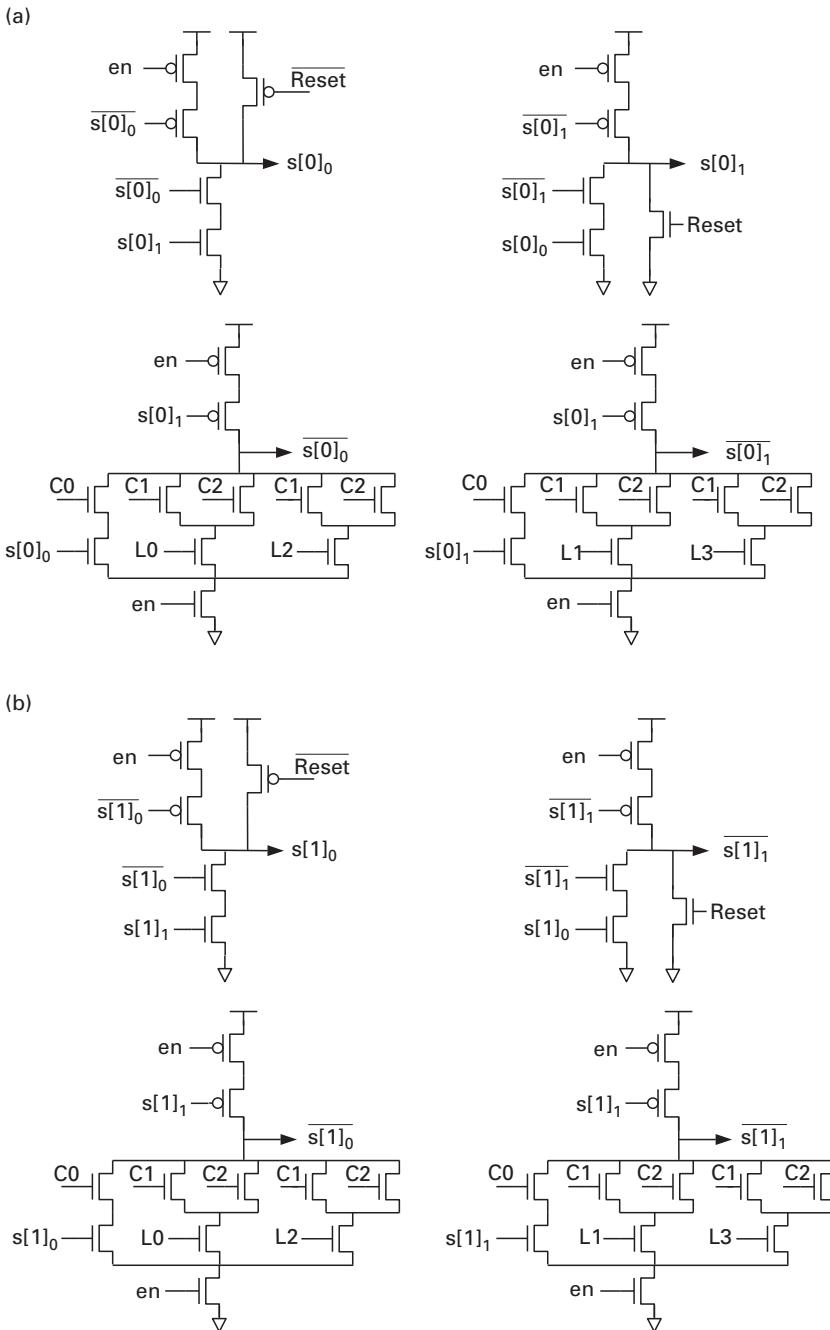 (a)
en
R̅e̅s̅e̅t̅
s̅[̅0̅]̅₀̅
s[0]₀
s̅[̅0̅]̅₀̅
s[0]₁
en
s̅[̅0̅]̅₁̅
s[0]₁
s̅[̅0̅]̅₁̅
Reset
s[0]₀
en
s[0]₁
s̅[̅0̅]̅₀̅
C0 C1 C2 C1 C2
s[0]₀ L0 L2
en
en
s[0]₁
s̅[̅0̅]̅₁̅
C0 C1 C2 C1 C2
s[0]₁ L1 L3
en
(b)
en
R̅e̅s̅e̅t̅
s̅[̅1̅]̅₀̅
s[1]₀
s̅[̅1̅]̅₀̅
s[1]₁
en
s̅[̅1̅]̅₁̅
s̅[̅1̅]̅₁̅
s̅[̅1̅]̅₁̅
Reset
s[1]₀
en
s[1]₁
s̅[̅1̅]̅₀̅
C0 C1 C2 C1 C2
s[1]₀ L0 L2
en
en
s[1]₁
s̅[̅1̅]̅₁̅
C0 C1 C2 C1 C2
s[1]₁ L1 L3
en